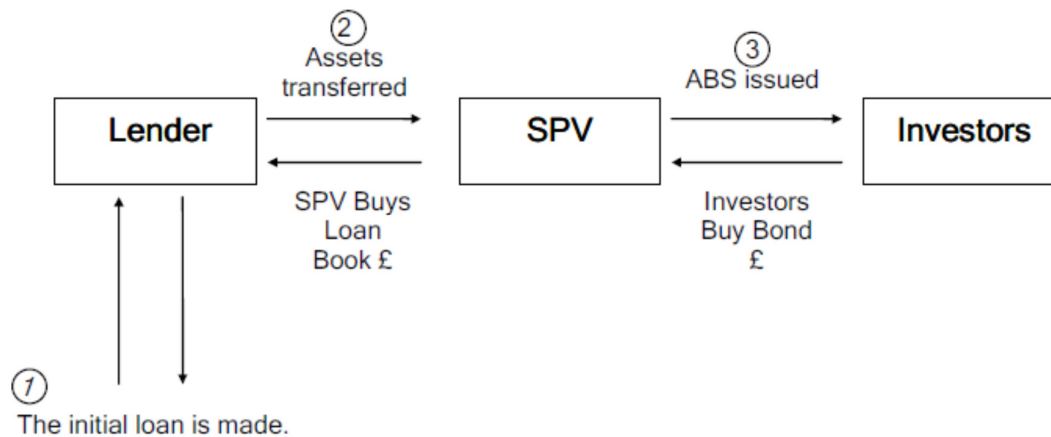 2
Assets
transferred
3
ABS issued
Lender
SPV
Investors
SPV Buys
Loan
Book £
Investors
Buy Bond
£
1
The initial loan is made.